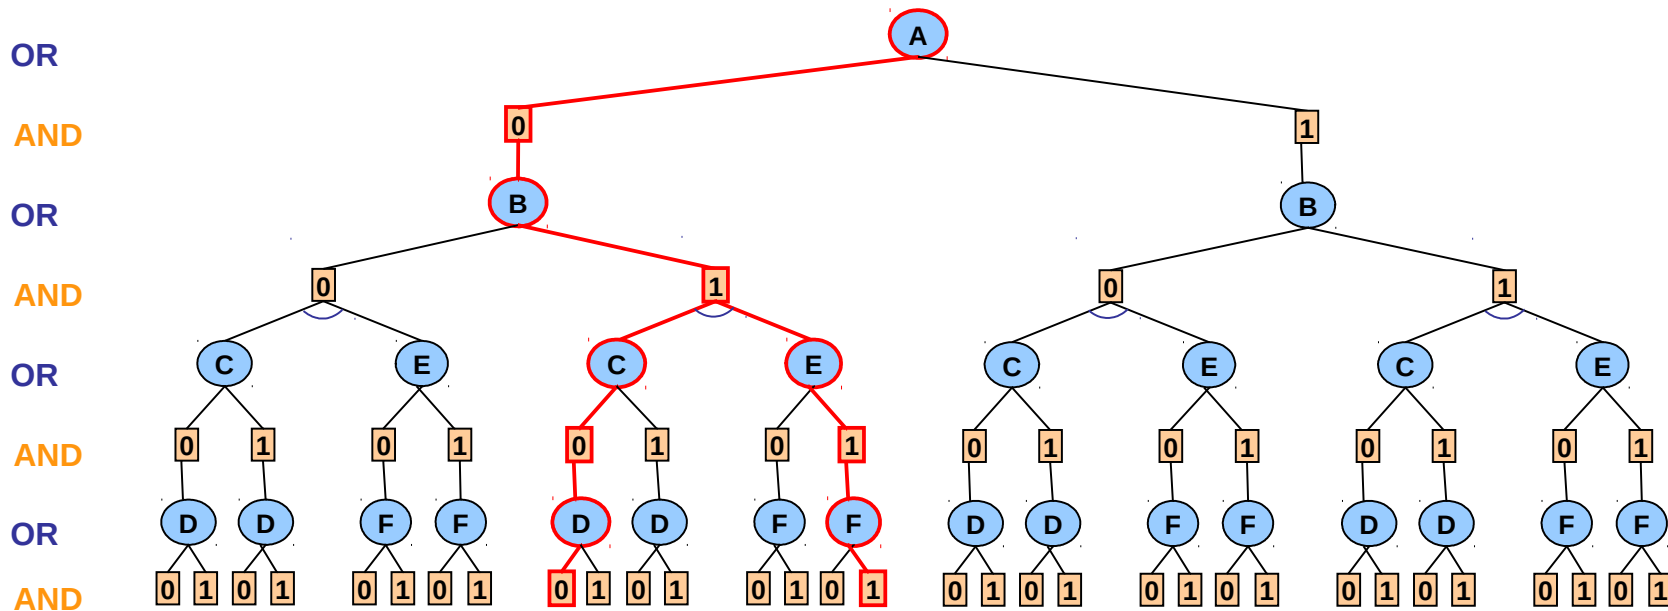 A
OR
0 1
AND
B B
OR
0 1 0 1
AND
C E C E C E C E
OR
0 1 0 1 0 1 0 1 0 1 0 1 0 1 0 1
AND
D D F F D D F F D D F F D D F F
OR
0 1 0 1 0 1 0 1 0 1 0 1 0 1 0 1 0 1 0 1 0 1 0 1 0 1 0 1 0 1 0 1
AND